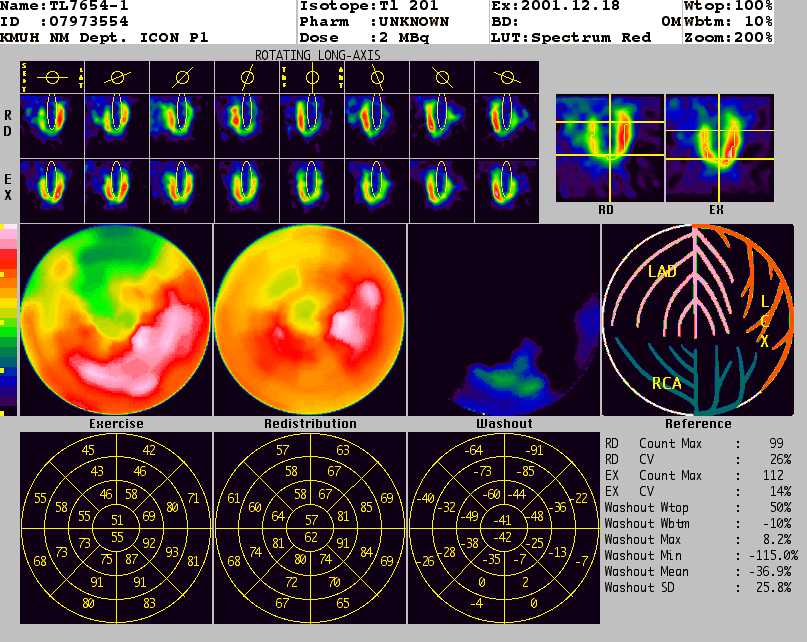 Name:TL7654-1 Isotope:Tl 201 Ex:2001.12.18 Wtop:100%
ID :07973554 Pharm :UNKNOWN BD: 0M Wbtm: 10%
KMUH NM Dept. ICON P1 Dose :2 MBq LUT:Spectrum Red Zoom:200%
ROTATING LONG-AXIS
SEPT LAT INF ANT
RD
EX
RD EX
LAD
LCX
RCA
Exercise Redistribution Washout Reference
45 42
43 46
55 58 46 58 80 71
51 69
55
68 73 73 75 87 92 93 81
91 91
80 83
57 63
58 67
61 60 58 67 85 69
57 81
62
68 74 81 80 74 91 84 76
72 70
67 65
-64 -91
-73 -85
-40 -32 -60 -44 -36 -22
-49 -41 -48
-42
-26 -28 -38 -35 -7 -25 -13 -7
0 2
-4 0
RD Count Max : 99
RD CV : 26%
EX Count Max : 112
EX CV : 14%
Washout Wtop : 50%
Washout Wbtm : -10%
Washout Max : 8.2%
Washout Min : -115.0%
Washout Mean : -36.9%
Washout SD : 25.8%